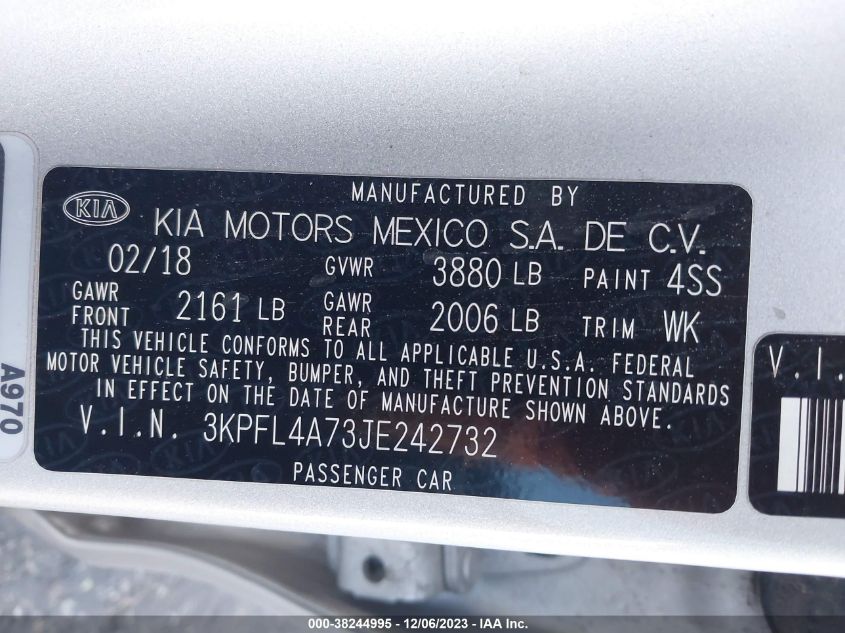 MANUFACTURED BY
KIA KIA MOTORS MEXICO S.A. DE C.V.
02/18 GVWR 3880 LB PAINT 4SS
GAWR FRONT 2161 LB GAWR REAR 2006 LB TRIM WK
THIS VEHICLE CONFORMS TO ALL APPLICABLE U.S.A. FEDERAL
MOTOR VEHICLE SAFETY, BUMPER, AND THEFT PREVENTION STANDARDS
IN EFFECT ON THE DATE OF MANUFACTURE SHOWN ABOVE.
V.I.N. 3KPFL4A73JE242732
PASSENGER CAR
A970
V.I.
000-38244995 - 12/06/2023 - IAAI.com